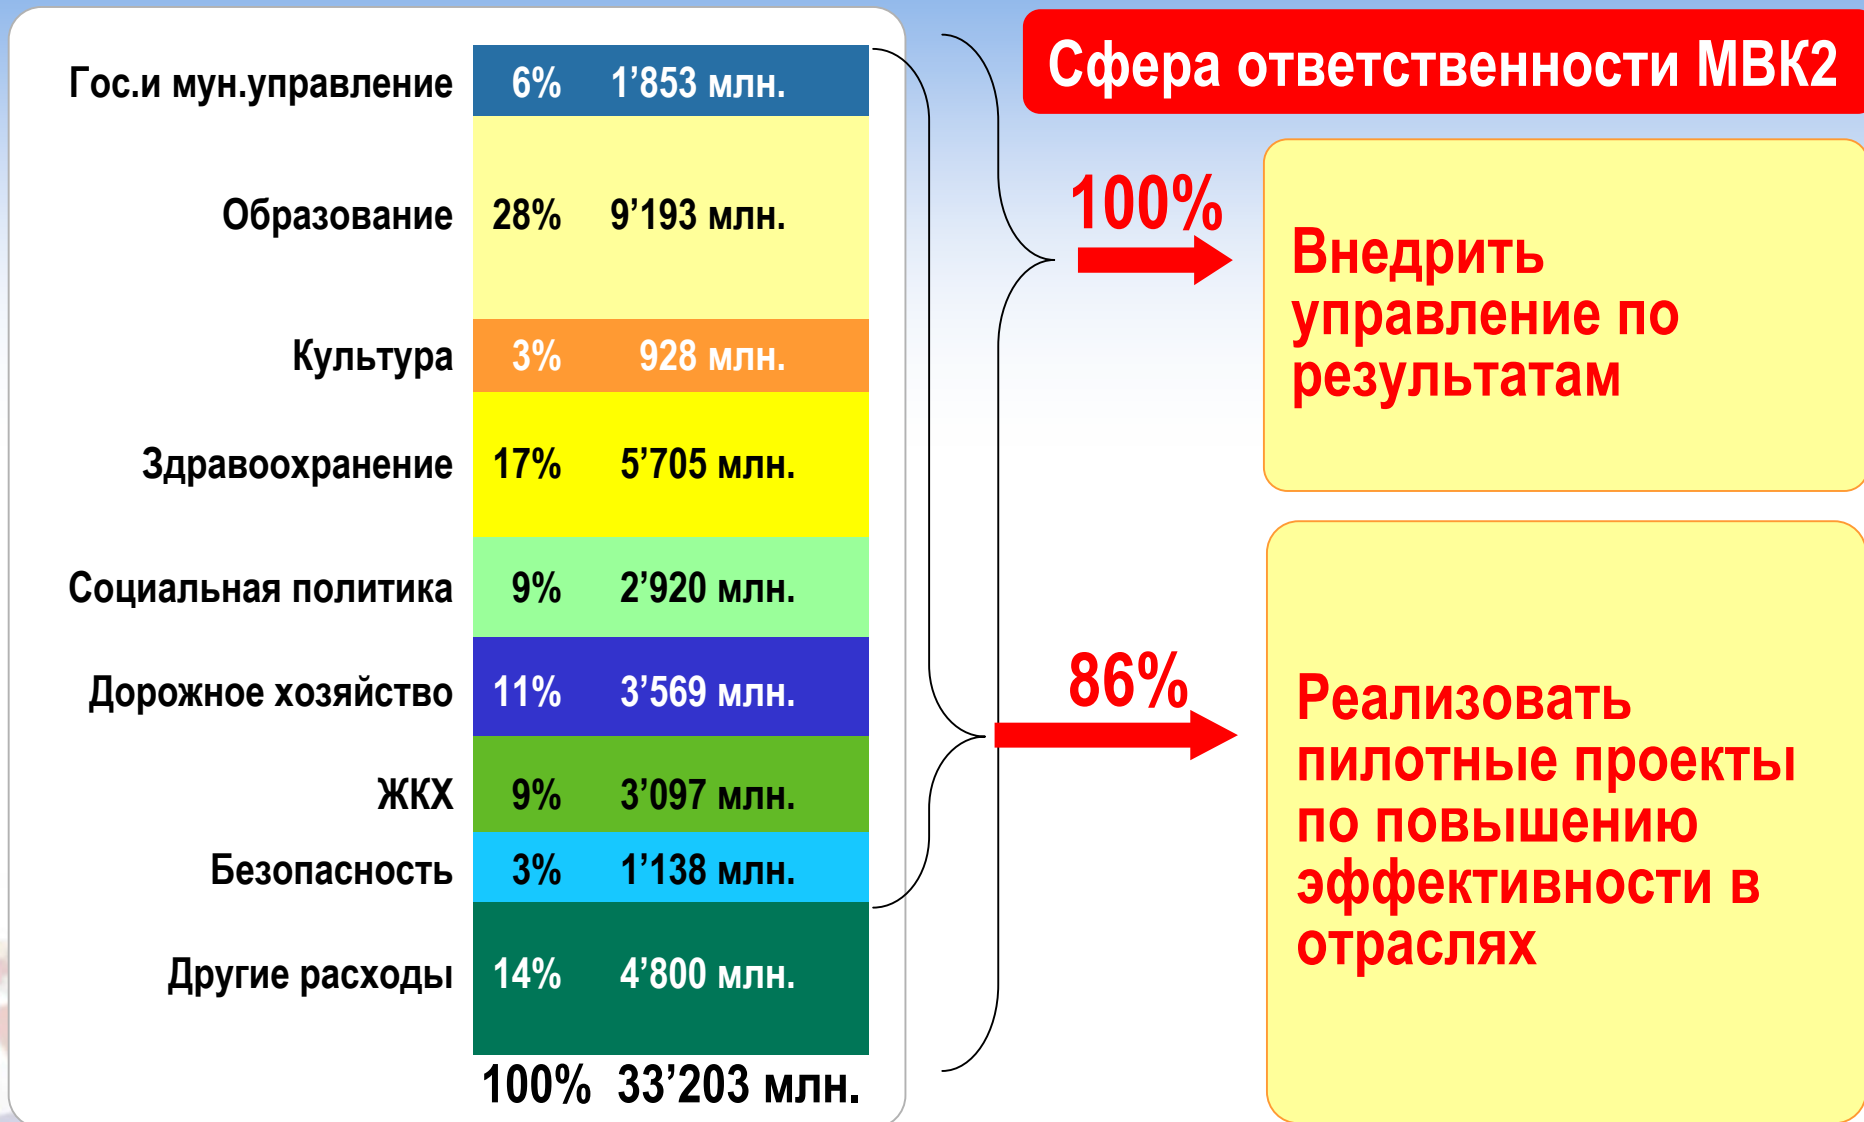 Сфера ответственности МВК2
Гос.и мун.управление 6% 1’853 млн.
Образование 28% 9’193 млн.
Культура 3% 928 млн.
Здравоохранение 17% 5’705 млн.
Социальная политика 9% 2’920 млн.
Дорожное хозяйство 11% 3’569 млн.
ЖКХ 9% 3’097 млн.
Безопасность 3% 1’138 млн.
Другие расходы 14% 4’800 млн.
100% 33’203 млн.
100%
Внедрить
управление по
результатам
86%
Реализовать
пилотные проекты
по повышению
эффективности в
отраслях